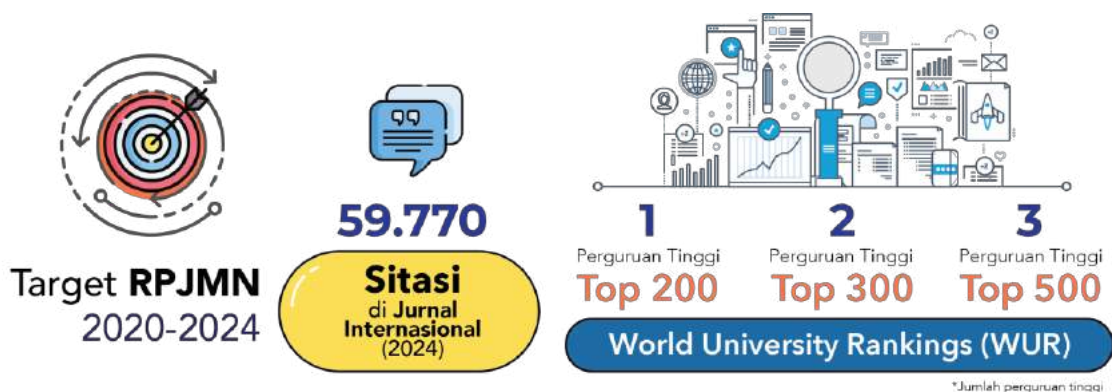 Target RPJMN
2020-2024
59.770
Sitasi
di Jurnal
Internasional
(2024)
1
Perguruan Tinggi
Top 200
2
Perguruan Tinggi
Top 300
3
Perguruan Tinggi
Top 500
World University Rankings (WUR)
*Jumlah perguruan tinggi